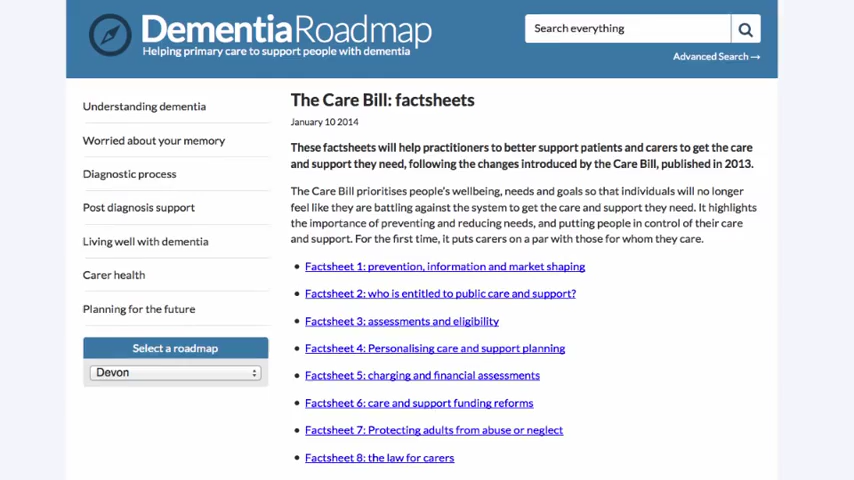 DementiaRoadmap
Helping primary care to support people with dementia
Search everything
Advanced Search→
Understanding dementia
Worried about your memory
Diagnostic process
Post diagnosis support
Living well with dementia
Carer health
Planning for the future
Select a roadmap
Devon
The Care Bill: factsheets
January 10 2014
These factsheets will help practitioners to better support patients and carers to get the care
and support they need, following the changes introduced by the Care Bill, published in 2013.
The Care Bill prioritises people's wellbeing, needs and goals so that individuals will no longer
feel like they are battling against the system to get the care and support they need. It highlights
the importance of preventing and reducing needs, and putting people in control of their care
and support. For the first time, it puts carers on a par with those for whom they care.
• Factsheet 1: prevention, information and market shaping
• Factsheet 2: who is entitled to public care and support?
• Factsheet 3: assessments and eligibility
• Factsheet 4: Personalising care and support planning
• Factsheet 5: charging and financial assessments
• Factsheet 6: care and support funding reforms
• Factsheet 7: Protecting adults from abuse or neglect
• Factsheet 8: the law for carers